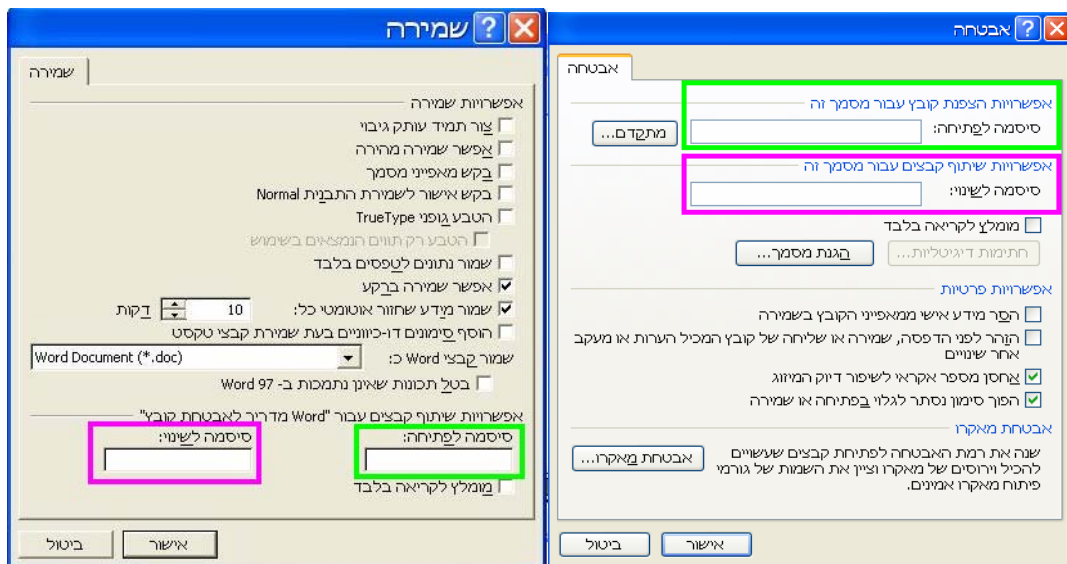 אבטחה
אבטחה
אפשרויות הצפנת קובץ עבור מסמך זה
סיסמה לפתיחה:
מתקדם...
אפשרויות שיתוף קבצים עבור מסמך זה
סיסמה לשינוי:
מומלץ לקריאה בלבד
חתימות דיגיטליות...
הגנת מסמך...
אפשרויות פרטיות
הסר מידע אישי ממאפייני הקובץ בשמירה
הזהר לפני הדפסה, שמירה או שליחה של קובץ המכיל הערות או מעקב
אחר שינויים
אחסן מספר אקראי לשיפור דיוק המיזוג
הפוך סימון נסתר לגלוי בפתיחה או שמירה
אבטחת מאקרו
שנה את רמת האבטחה לפתיחת קבצים שעשויים
להכיל וירוסים של מאקרו וציין את השמות של גורמי
פיתוח מאקרו אמינים.
אבטחת מאקרו...
אישור
ביטול
שמירה
שמירה
אפשרויות שמירה
צור תמיד עותק גיבוי
אפשר שמירה מהירה
בקש מאפייני מסמך
בקש אישור לשמירת התבנית Normal
הטבע גופני TrueType
הטבע רק תווים הנמצאים בשימוש
שמור נתונים לטפסים בלבד
אפשר שמירה ברקע
שמור מידע שחזור אוטומטי כל: 10 דקות
הוסף סימונים דו-כיווניים בעת שמירת קבצי טקסט
שמור קבצי Word כ: Word Document (*.doc)
בטל תכונות שאינן נתמכות ב- Word 97
אפשרויות שיתוף קבצים עבור "Word מדריך לאבטחת קובץ"
סיסמה לפתיחה:
סיסמה לשינוי:
מומלץ לקריאה בלבד
אישור
ביטול